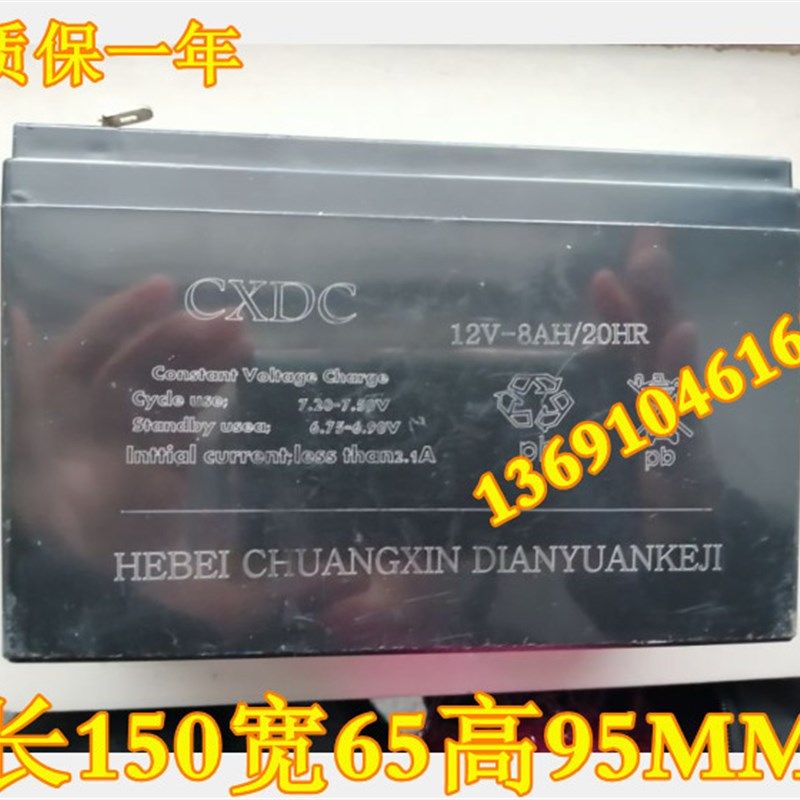 质保一年
CXDC
12V-8AH/20HR
Constant Voltage Charge
Cycle use; 7.20-7.50V
Standby usea; 6.75-6.90V
Inttial current;less than2.1A
pb
pb
1369104616
HEBEI CHUANGXIN DIANYUANKEJI
长150宽65高95MM